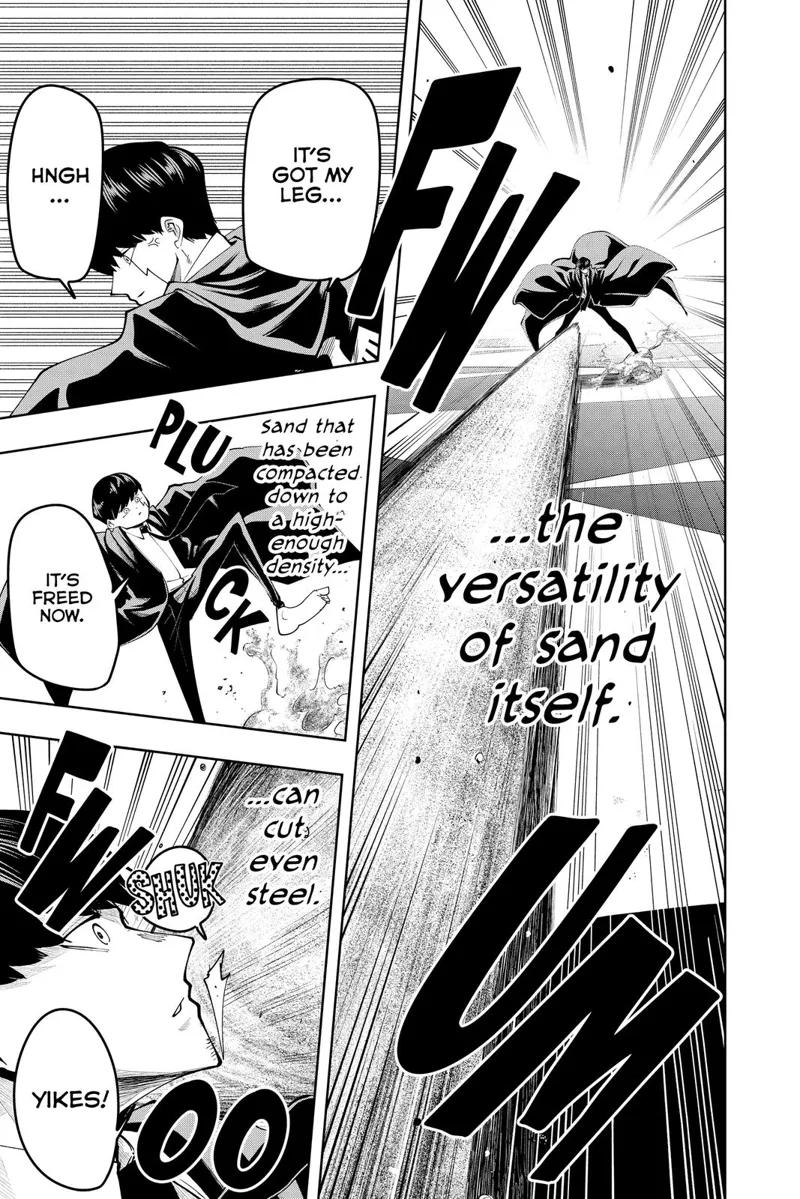 FW
...the
versatility
of sand
itself.
UM
IT'S
GOT MY
LEG...
HNGH
...
PLU
Sand that
has been
compacted
down to
a high-
enough
density...
IT'S
FREED
NOW.
CK
FW
...can
cut
even
steel.
SHUK
YIKES!
OO